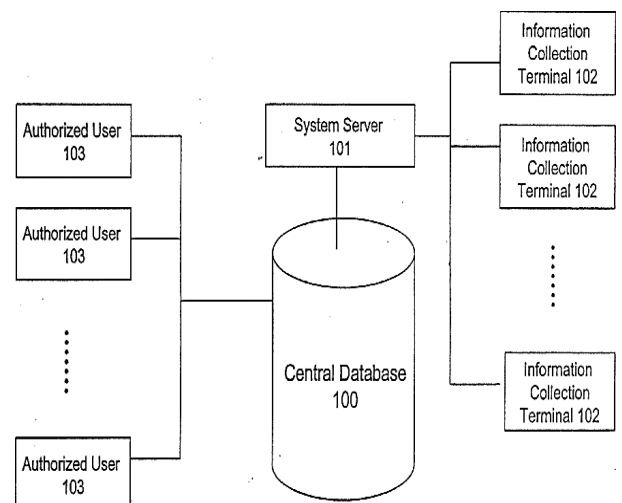 Authorized User
103
Authorized User
103
Authorized User
103
System Server
101
Central Database
100
Information
Collection
Terminal 102
Information
Collection
Terminal 102
Information
Collection
Terminal 102